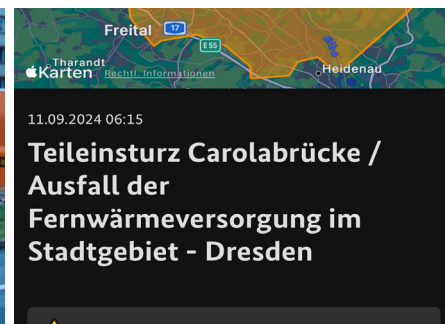 Freital 17
E55
Tharandt
Karten Rechtl. Informationen
Heidenau
11.09.2024 06:15
Teileinsturz Carolabrücke /
Ausfall der
Fernwärmeversorgung im
Stadtgebiet - Dresden